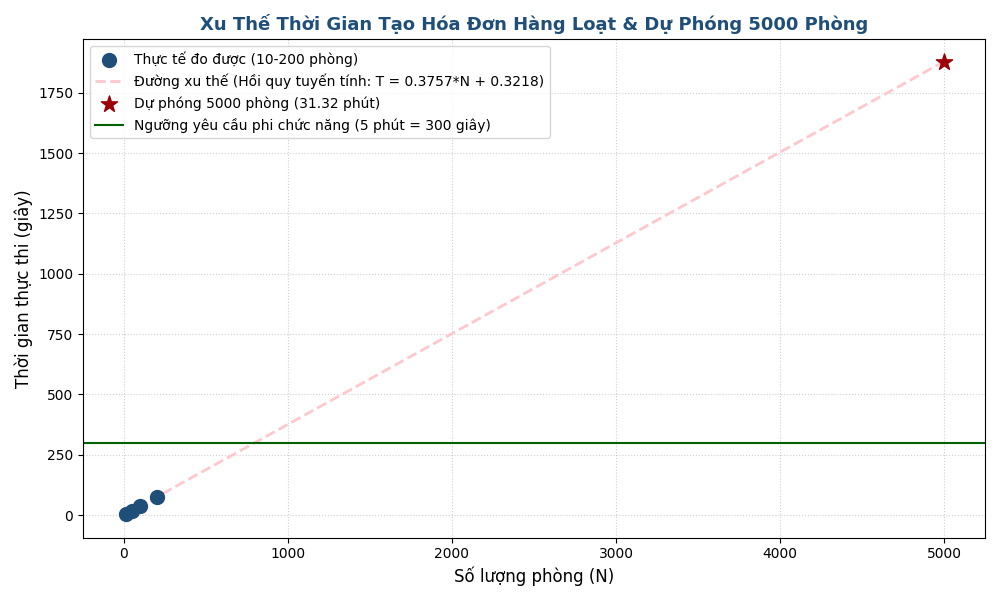 Xu Thế Thời Gian Tạo Hóa Đơn Hàng Loạt & Dự Phóng 5000 Phòng
Thực tế đo được (10-200 phòng)
Đường xu thế (Hồi quy tuyến tính: T = 0.3757*N + 0.3218)
Dự phóng 5000 phòng (31.32 phút)
Ngưỡng yêu cầu phi chức năng (5 phút = 300 giây)
Thời gian thực thi (giây)
1750
1500
1250
1000
750
500
250
0
0 1000 2000 3000 4000 5000
Số lượng phòng (N)